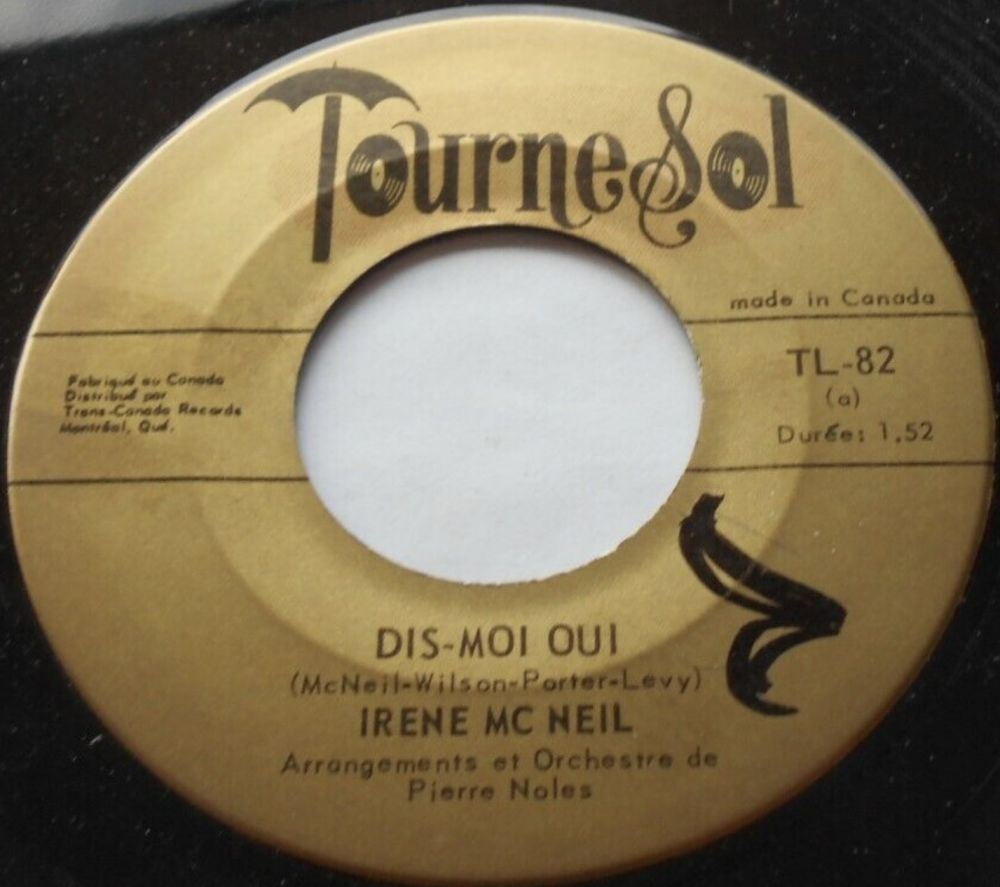 TourneSol
made in Canada
TL-82
(a)
Durée: 1,52
Fabriqué au Canada
Distribué par
Trans-Canada Records
Montréal, Qué.
DIS-MOI OUI
(McNeil-Wilson-Porter-Levy)
IRENE MC NEIL
Arrangements et Orchestre de
Pierre Noles